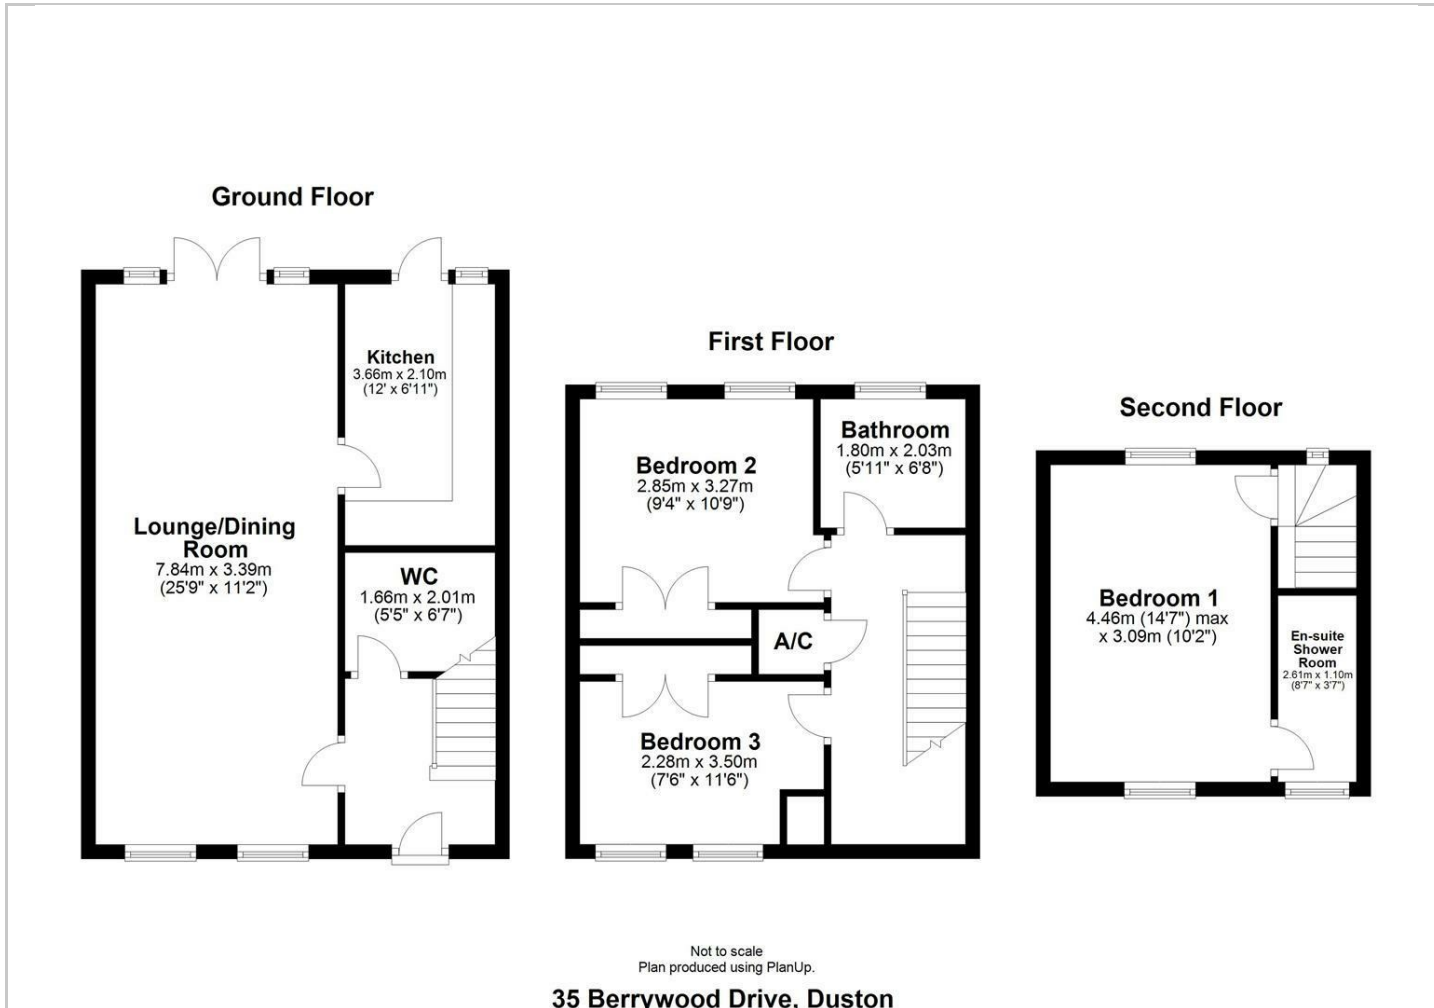 Ground Floor
Kitchen
3.66m x 2.10m
(12' x 6'11")
Lounge/Dining
Room
7.84m x 3.39m
(25'9" x 11'2")
WC
1.66m x 2.01m
(5'5" x 6'7")
First Floor
Bedroom 2
2.85m x 3.27m
(9'4" x 10'9")
Bathroom
1.80m x 2.03m
(5'11" x 6'8")
A/C
Bedroom 3
2.28m x 3.50m
(7'6" x 11'6")
Second Floor
Bedroom 1
4.46m (14'7") max
x 3.09m (10'2")
En-suite
Shower
Room
2.61m x 1.10m
(8'7" x 3'7")
Not to scale
Plan produced using PlanUp.
35 Berrywood Drive, Duston